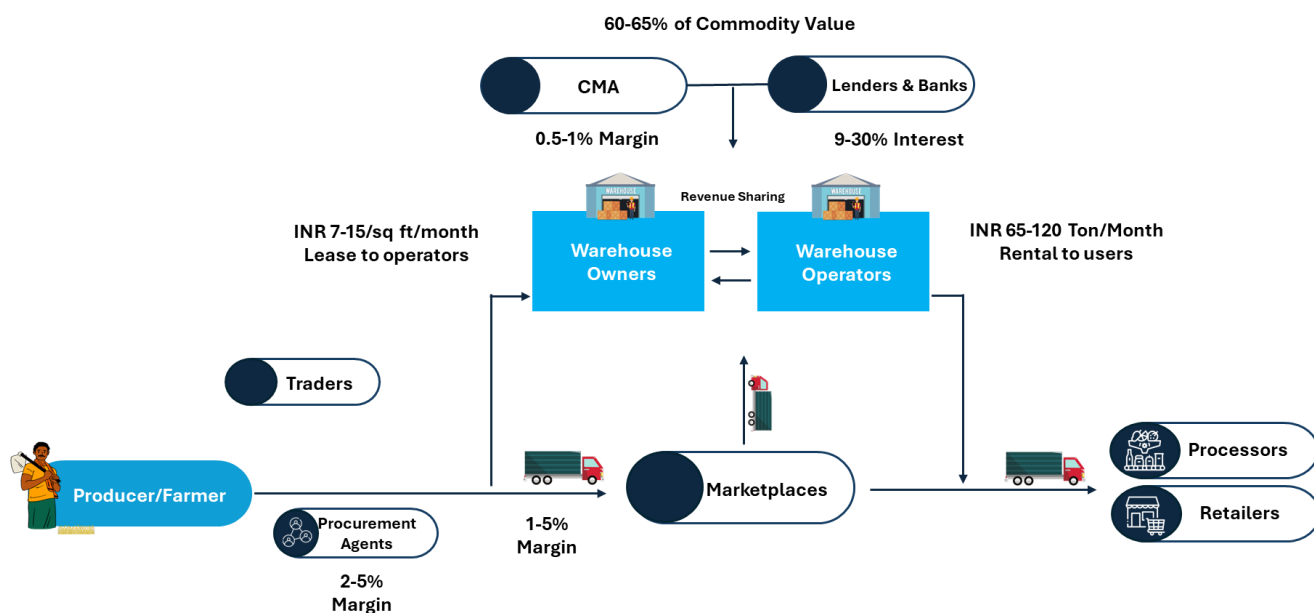 60-65% of Commodity Value
CMA
Lenders & Banks
0.5-1% Margin
9-30% Interest
WAREHOUSE
Revenue Sharing
WAREHOUSE
INR 7-15/sq ft/month
Lease to operators
Warehouse
Owners
Warehouse
Operators
INR 65-120 Ton/Month
Rental to users
Traders
Producer/Farmer
Procurement
Agents
2-5%
Margin
1-5%
Margin
Marketplaces
Processors
Retailers